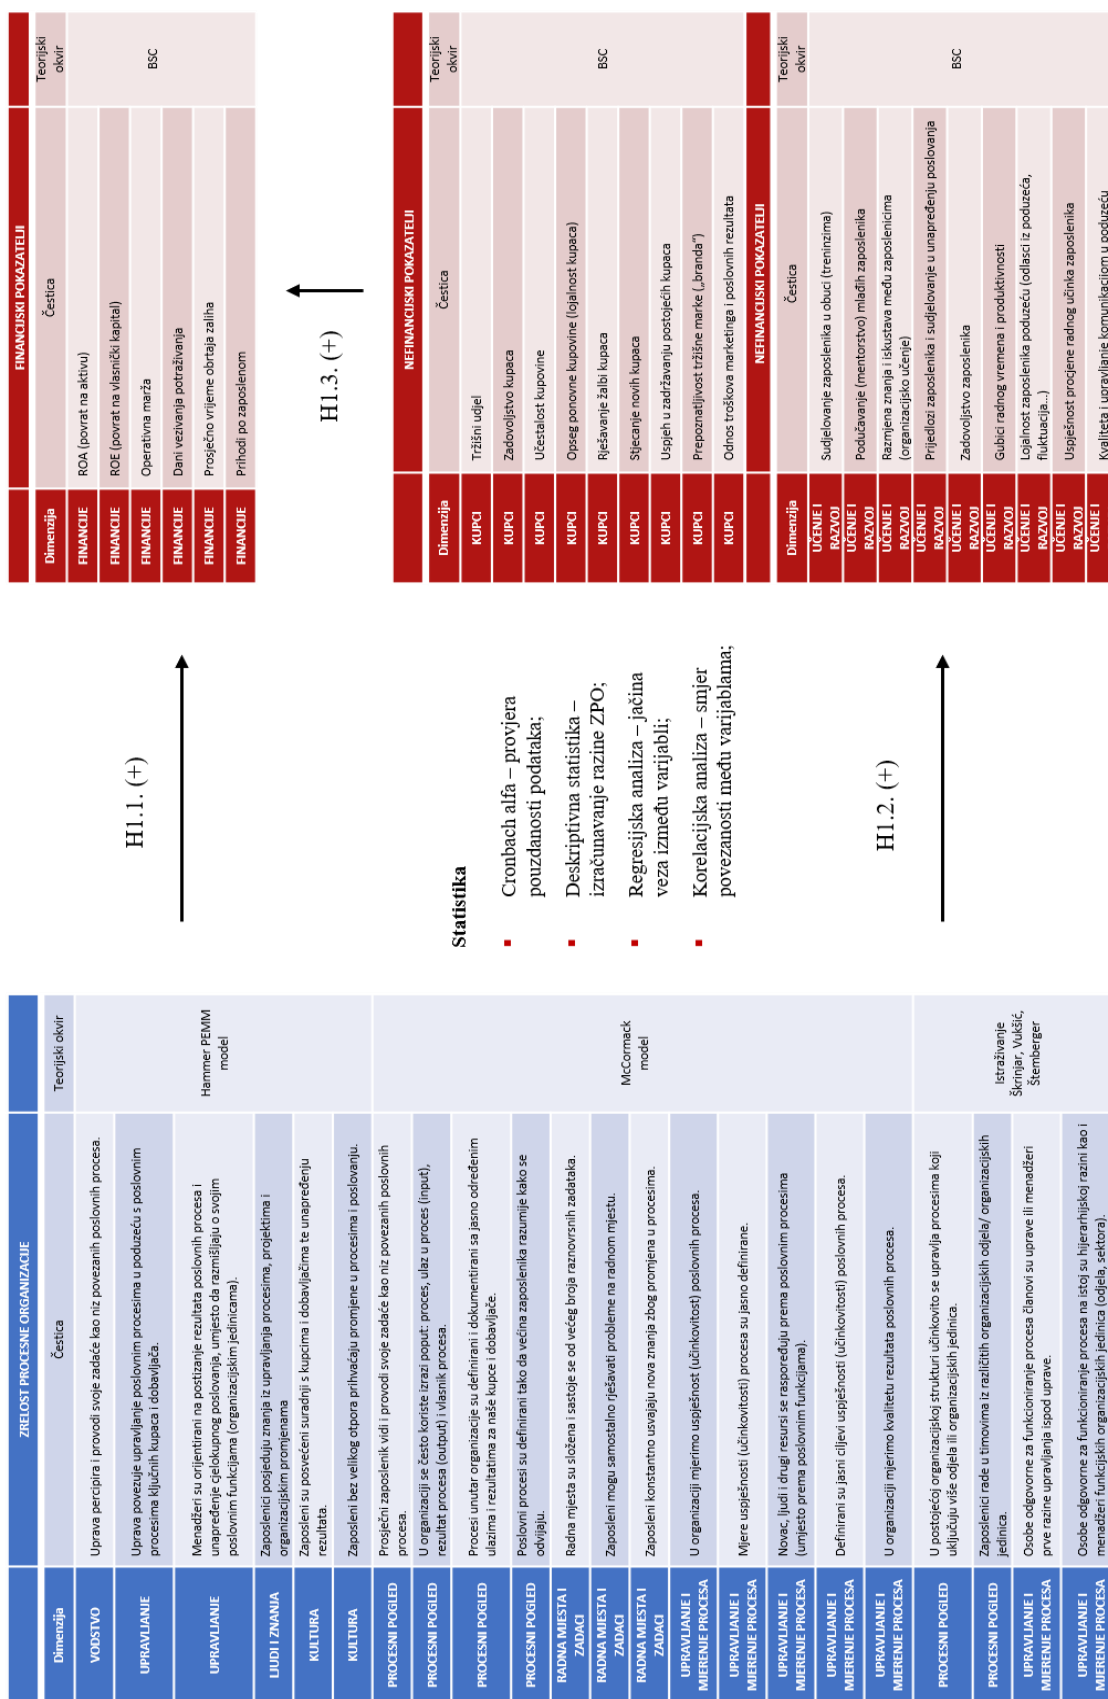 ZRELOST PROCESNE ORGANIZACIJE
Dimenzija
Čestica
Teorijski okvir
VODSTVO
Uprava percipira i provodi svoje zadaće kao niz povezanih poslovnih procesa.
UPRAVLJANJE
Uprava povezuje upravljanje poslovnim procesima u poduzeću s poslovnim
procesima ključnih kupaca i dobavljača.
UPRAVLJANJE
Menadžeri su orijentirani na postizanje rezultata poslovnih procesa i
unapređenje cjelokupnog poslovanja, umjesto da razmišljaju o svojim
poslovnim funkcijama (organizacijskim jedinicama).
LJUDI I ZNANJA
Zaposlenici posjeduju znanja iz upravljanja procesima, projektima i
organizacijskim promjenama
KULTURA
Zaposleni su posvećeni suradnji s kupcima i dobavljačima te unapređenju
rezultata.
KULTURA
Zaposleni bez velikog otpora prihvaćaju promjene u procesima i poslovanju.
Hammer PEMM
model
PROCESNI POGLED
Prosječni zaposlenik vidi i provodi svoje zadaće kao niz povezanih poslovnih
procesa.
PROCESNI POGLED
U organizaciji se često koriste izrazi poput: proces, ulaz u proces (input),
rezultat procesa (output) i vlasnik procesa.
PROCESNI POGLED
Procesi unutar organizacije su definirani i dokumentirani sa jasno određenim
ulazima i rezultatima za naše kupce i dobavljače.
PROCESNI POGLED
Poslovni procesi su definirani tako da većina zaposlenika razumije kako se
odvijaju.
RADNA MJESTA I
ZADACI
Radna mjesta su složena i sastoje se od većeg broja raznovrsnih zadataka.
RADNA MJESTA I
ZADACI
Zaposleni mogu samostalno rješavati probleme na radnom mjestu.
RADNA MJESTA I
ZADACI
Zaposleni konstantno usvajaju nova znanja zbog promjena u procesima.
UPRAVLJANJE I
MJERENJE PROCESA
U organizaciji mjerimo uspješnost (učinkovitost) poslovnih procesa.
UPRAVLJANJE I
MJERENJE PROCESA
Mjere uspješnosti (učinkovitosti) procesa su jasno definirane.
UPRAVLJANJE I
MJERENJE PROCESA
Novac, ljudi i drugi resursi se raspoređuju prema poslovnim procesima
(umjesto prema poslovnim funkcijama).
UPRAVLJANJE I
MJERENJE PROCESA
Definirani su jasni ciljevi uspješnosti (učinkovitosti) poslovnih procesa.
UPRAVLJANJE I
MJERENJE PROCESA
U organizaciji mjerimo kvalitetu rezultata poslovnih procesa.
McCormack
model
PROCESNI POGLED
U postojećoj organizacijskoj strukturi učinkovito se upravlja procesima koji
uključuju više odjela ili organizacijskih jedinica.
PROCESNI POGLED
Zaposlenici rade u timovima iz različitih organizacijskih odjela/ organizacijskih
jedinica.
UPRAVLJANJE I
MJERENJE PROCESA
Osobe odgovorne za funkcioniranje procesa članovi su uprave ili menadžeri
prve razine upravljanja ispod uprave.
UPRAVLJANJE I
MJERENJE PROCESA
Osobe odgovorne za funkcioniranje procesa na istoj su hijerarhijskoj razini kao i
menadžeri funkcijskih organizacijskih jedinica (odjela, sektora).
Istraživanje
Škrinjar, Vukšić,
Štemberger
H1.1. (+)
Statistika
Cronbach alfa – provjera
pouzdanosti podataka;
Deskriptivna statistika –
izračunavanje razine ZPO;
Regresijska analiza – jačina
veza između varijabli;
Korelacijska analiza – smjer
povezanosti među varijablama;
H1.2. (+)
FINANCIJSKI POKAZATELJI
Dimenzija
Čestica
Teorijski
okvir
FINANCIJE
ROA (povrat na aktivu)
FINANCIJE
ROE (povrat na vlasnički kapital)
FINANCIJE
Operativna marža
FINANCIJE
Dani vezivanja potraživanja
FINANCIJE
Prosječno vrijeme obrtaja zaliha
FINANCIJE
Prihodi po zaposlenom
BSC
H1.3. (+)
NEFINANCIJSKI POKAZATELJI
Dimenzija
Čestica
Teorijski
okvir
KUPCI
Tržišni udjel
KUPCI
Zadovoljstvo kupaca
KUPCI
Učestalost kupovine
KUPCI
Opseg ponovne kupovine (lojalnost kupaca)
KUPCI
Rješavanje žalbi kupaca
KUPCI
Stjecanje novih kupaca
KUPCI
Uspjeh u zadržavanju postojećih kupaca
KUPCI
Prepoznatljivost tržišne marke („branda“)
KUPCI
Odnos troškova marketinga i poslovnih rezultata
BSC
NEFINANCIJSKI POKAZATELJI
Dimenzija
Čestica
Teorijski
okvir
UČENJE I
RAZVOJ
Sudjelovanje zaposlenika u obuci (treninzima)
UČENJE I
RAZVOJ
Podučavanje (mentorstvo) mlađih zaposlenika
UČENJE I
RAZVOJ
Razmjena znanja i iskustava među zaposlenicima
(organizacijsko učenje)
UČENJE I
RAZVOJ
Prijedlozi zaposlenika i sudjelovanje u unapređenju poslovanja
UČENJE I
RAZVOJ
Zadovoljstvo zaposlenika
UČENJE I
RAZVOJ
Gubici radnog vremena i produktivnosti
UČENJE I
RAZVOJ
Lojalnost zaposlenika poduzeću (odlasci iz poduzeća,
fluktuacija...)
UČENJE I
RAZVOJ
Uspješnost procjene radnog učinka zaposlenika
UČENJE I
Kvaliteta i upravljanje komunikacijom u poduzeću
BSC